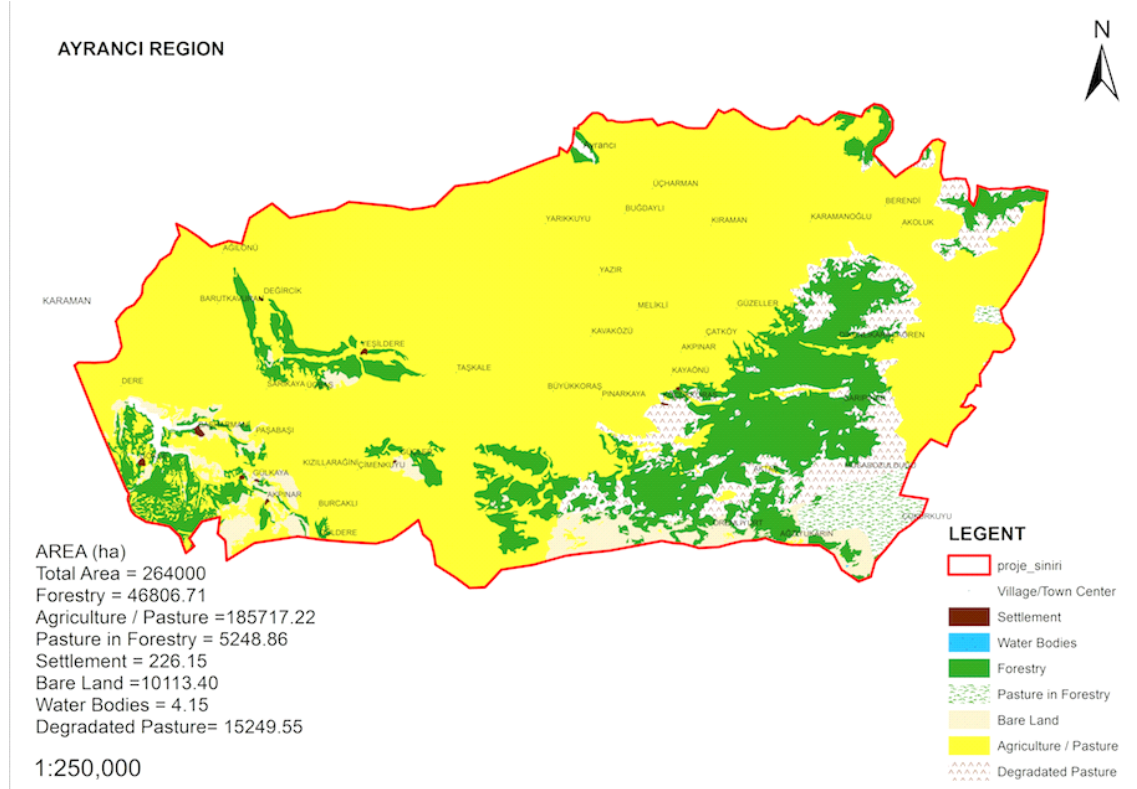 AYRANCI REGION
N
Ayrancı
ÜÇHARMAN
BUĞDAYLI
BERENDİ
YARIKKUYU
KIRAMAN
KARAMANOĞLU
AKOLUK
AĞILÖNÜ
YAZIR
DEĞİRCİK
KARAMAN
MELİKLİ
GÜZELLER
KAVAKÖZÜ
ÇATKÖY
YEŞİLDERE
AKPINAR
TAŞKALE
KAYAÖNÜ
DERE
SARIKAYA
BÜYÜKKORAŞ
PINARKAYA
PAŞABAŞI
KIZILLARAĞINI
ÇİMENKUYU
GÜLKAYA
AKPINAR
BURCAKLI
LEGENT
proje_siniri
Village/Town Center
Settlement
Water Bodies
Forestry
Pasture in Forestry
Bare Land
Agriculture / Pasture
Degraded Pasture
AREA (ha)
Total Area = 264000
Forestry = 46806.71
Agriculture / Pasture =185717.22
Pasture in Forestry = 5248.86
Settlement = 226.15
Bare Land =10113.40
Water Bodies = 4.15
Degraded Pasture= 15249.55
1:250,000